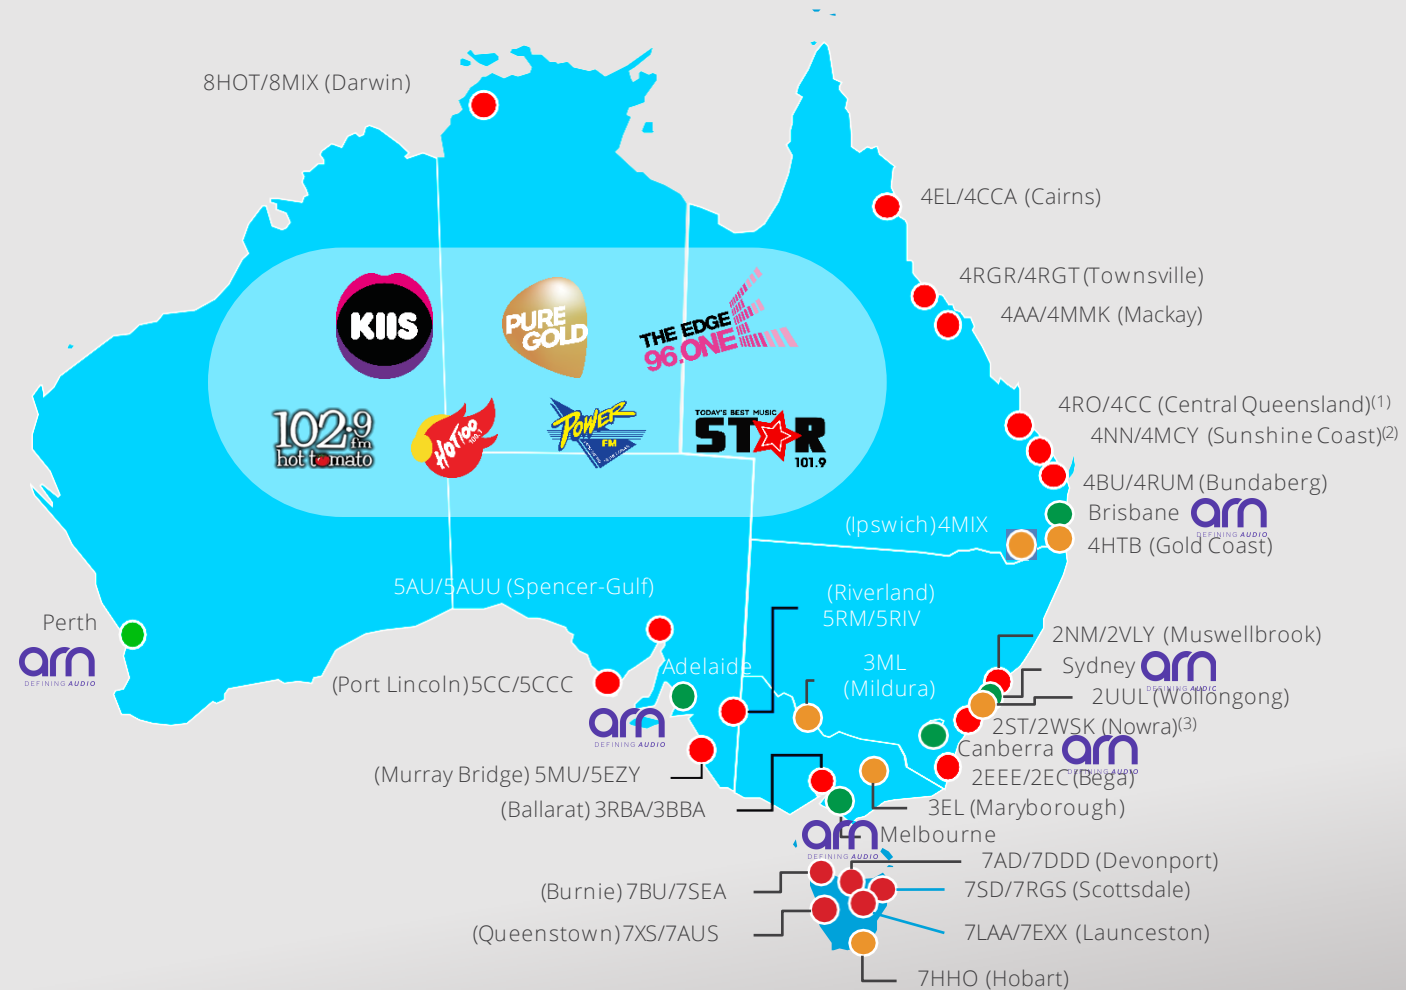 8HOT/8MIX (Darwin)
4EL/4CCA (Cairns)
4RGR/4RGT (Townsville)
4AA/4MMK (Mackay)
KIIS
PURE
GOLD
THE EDGE
96.ONE
102.9
fm
hot tomato
HOT100
POWER
FM
TODAY'S BEST MUSIC
STAR
101.9
4RO/4CC (Central Queensland)(1)
4NN/4MCY (Sunshine Coast)(2)
4BU/4RUM (Bundaberg)
Brisbane
arn
DEFINING AUDIO
(Ipswich) 4MIX
4HTB (Gold Coast)
5AU/5AUU (Spencer-Gulf)
(Riverland)
5RM/5RIV
Perth
arn
DEFINING AUDIO
2NM/2VLY (Muswellbrook)
Sydney
arn
DEFINING AUDIO
Adelaide
3ML
(Mildura)
(Port Lincoln) 5CC/5CCC
2UUL (Wollongong)
arn
DEFINING AUDIO
2ST/2WSK (Nowra)(3)
Canberra
arn
DEFINING AUDIO
(Murray Bridge) 5MU/5EZY
2EEE/2EC (Bega)
(Ballarat) 3RBA/3BBA
3EL (Maryborough)
arn
DEFINING AUDIO
Melbourne
7AD/7DDD (Devonport)
(Burnie) 7BU/7SEA
7SD/7RGS (Scottsdale)
(Queenstown) 7XS/7AUS
7LAA/7EXX (Launceston)
7HHO (Hobart)